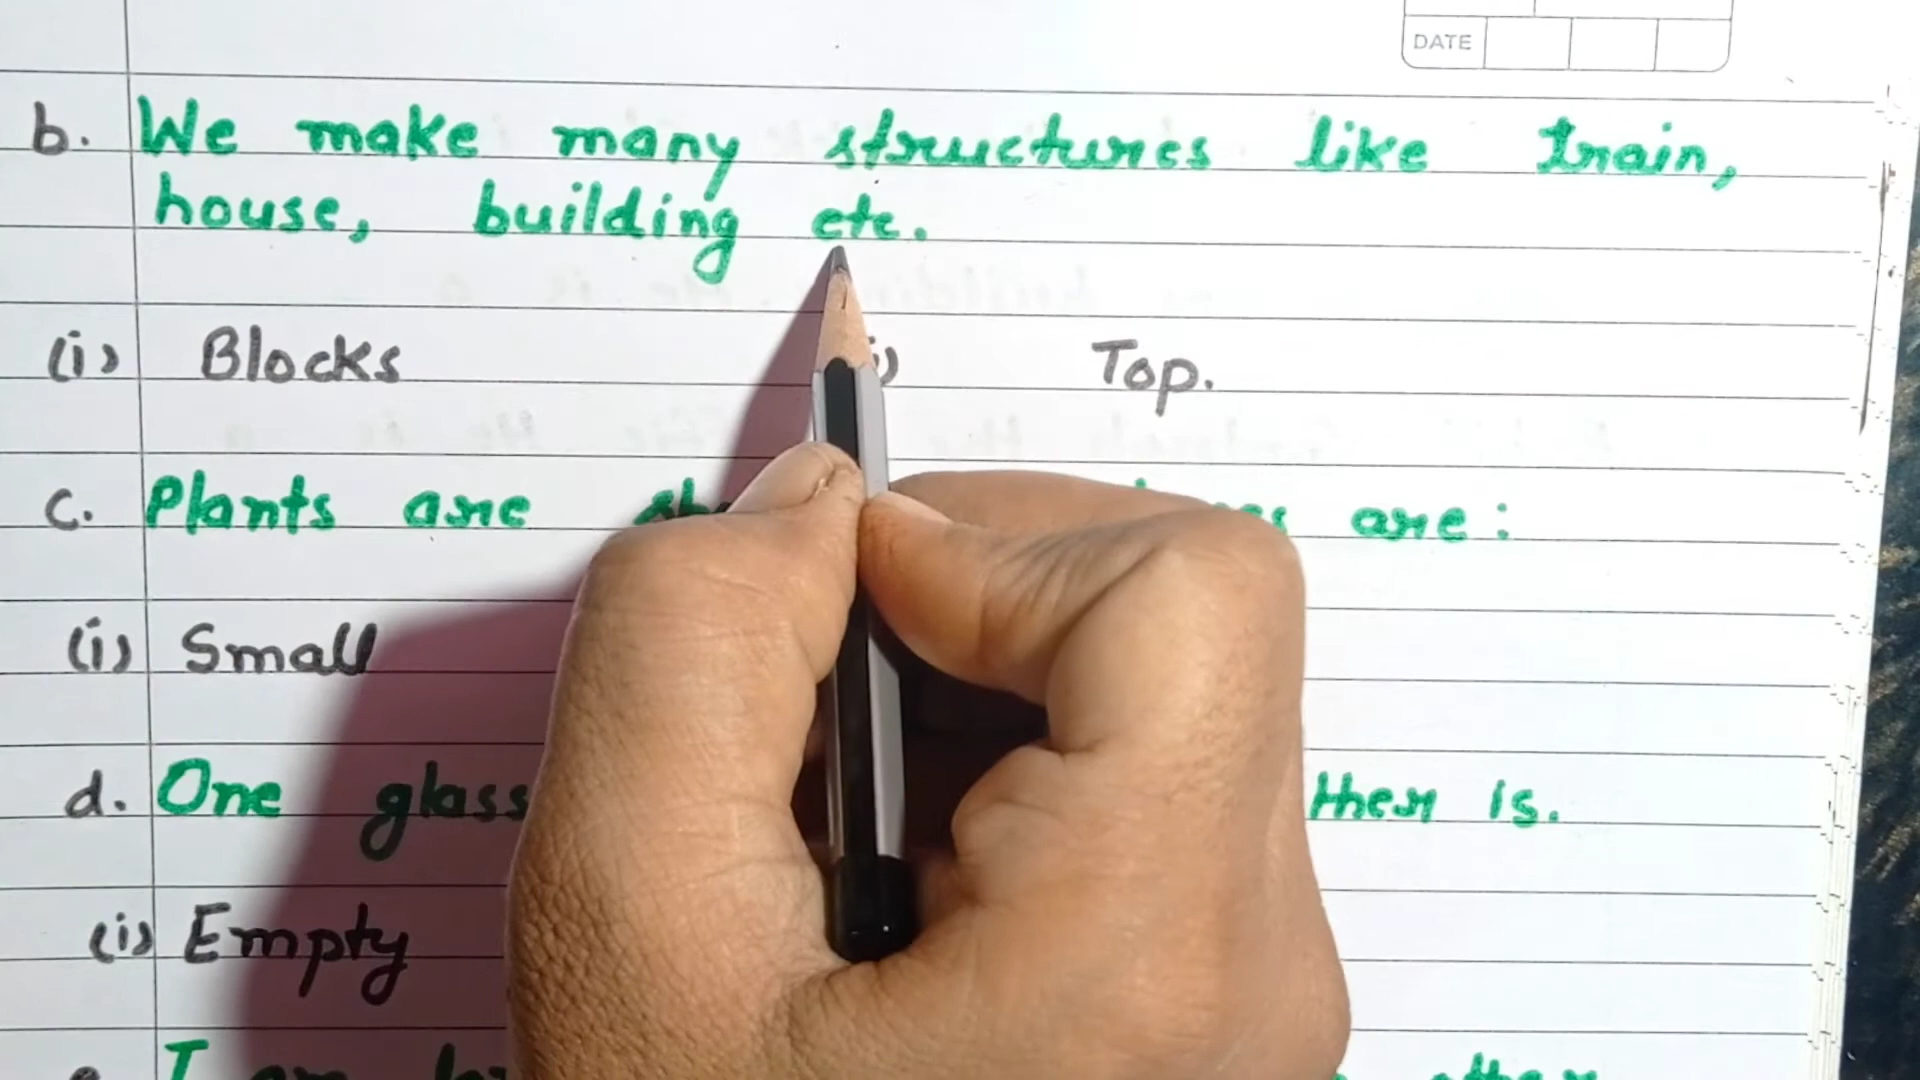 DATE
b. We make many structures like train,
house, building etc.
(i) Blocks Top.
c. Plants are are:
(i) Small
d. One glass is.
(i) Empty
I am